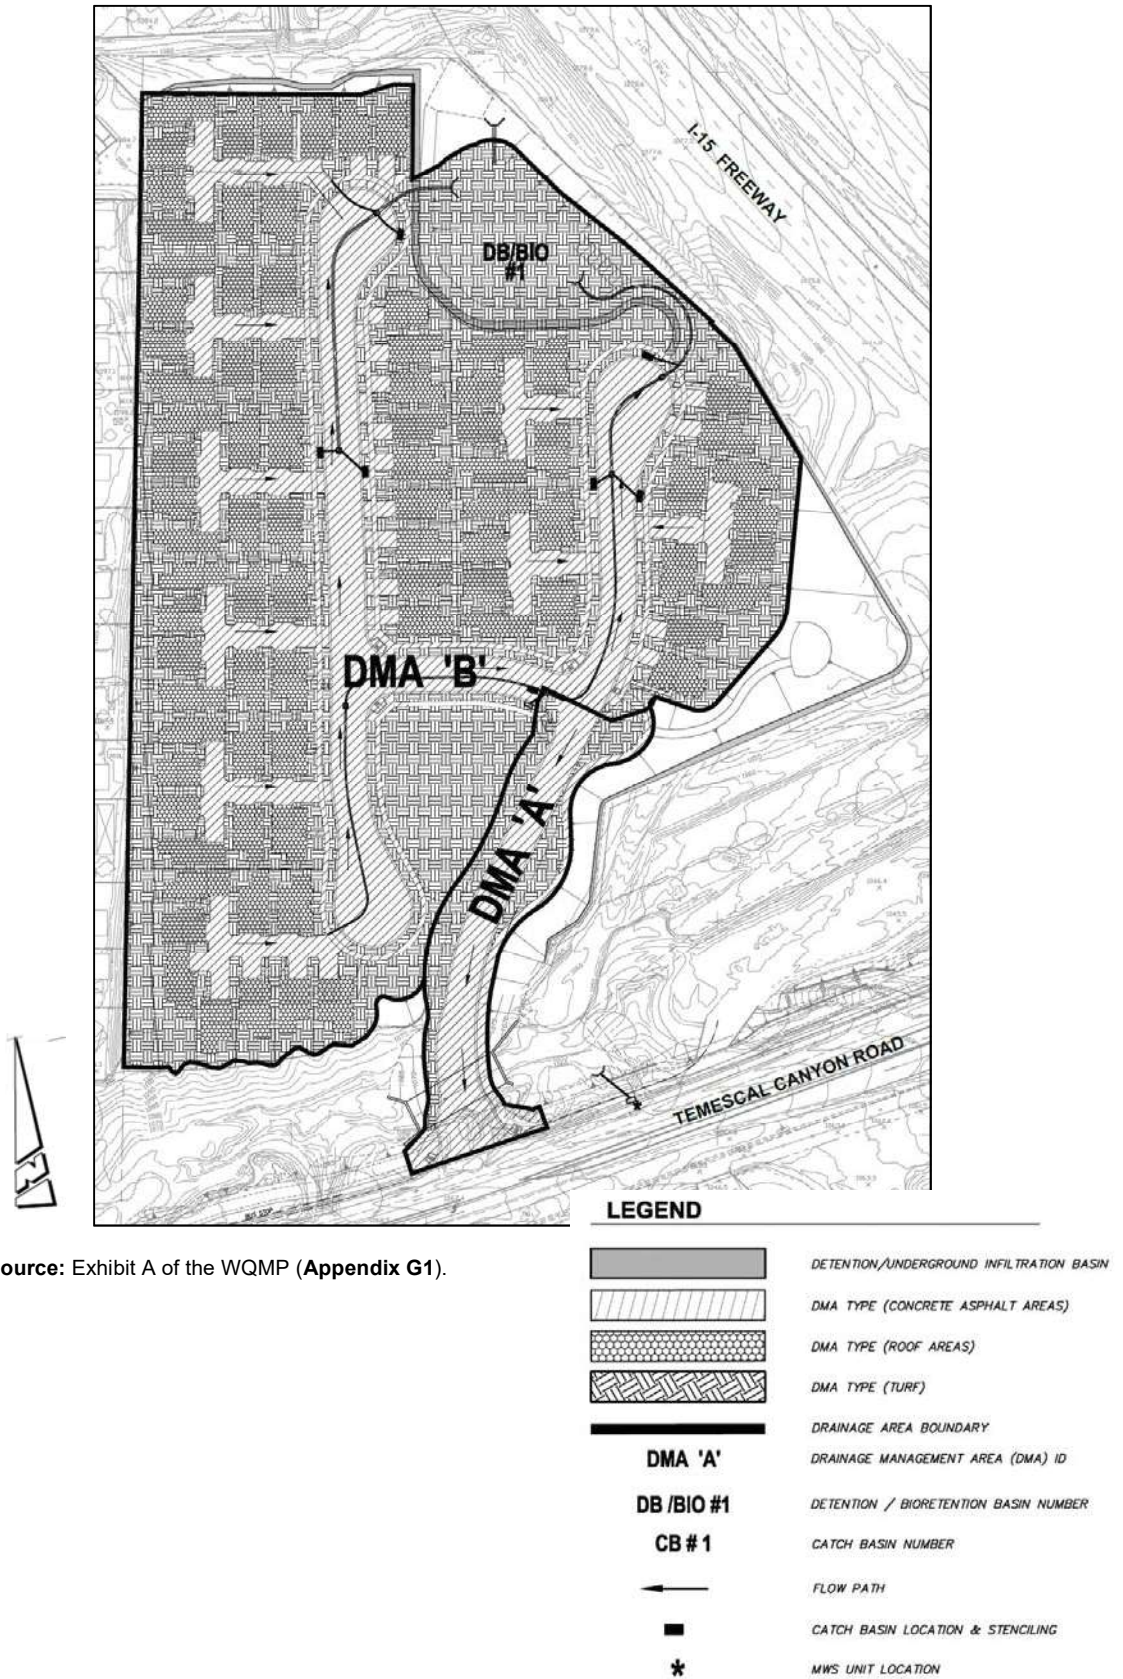 I-15 FREEWAY
DB/BIO
#1
DMA 'B'
DMA 'A'
TEMESCAL CANYON ROAD
BUS STOP
ource: Exhibit A of the WQMP (Appendix G1).
LEGEND
DETENTION/UNDERGROUND INFILTRATION BASIN
DMA TYPE (CONCRETE ASPHALT AREAS)
DMA TYPE (ROOF AREAS)
DMA TYPE (TURF)
DRAINAGE AREA BOUNDARY
DMA 'A' DRAINAGE MANAGEMENT AREA (DMA) ID
DB /BIO #1 DETENTION / BIORETENTION BASIN NUMBER
CB # 1 CATCH BASIN NUMBER
FLOW PATH
CATCH BASIN LOCATION & STENCILING
* MWS UNIT LOCATION